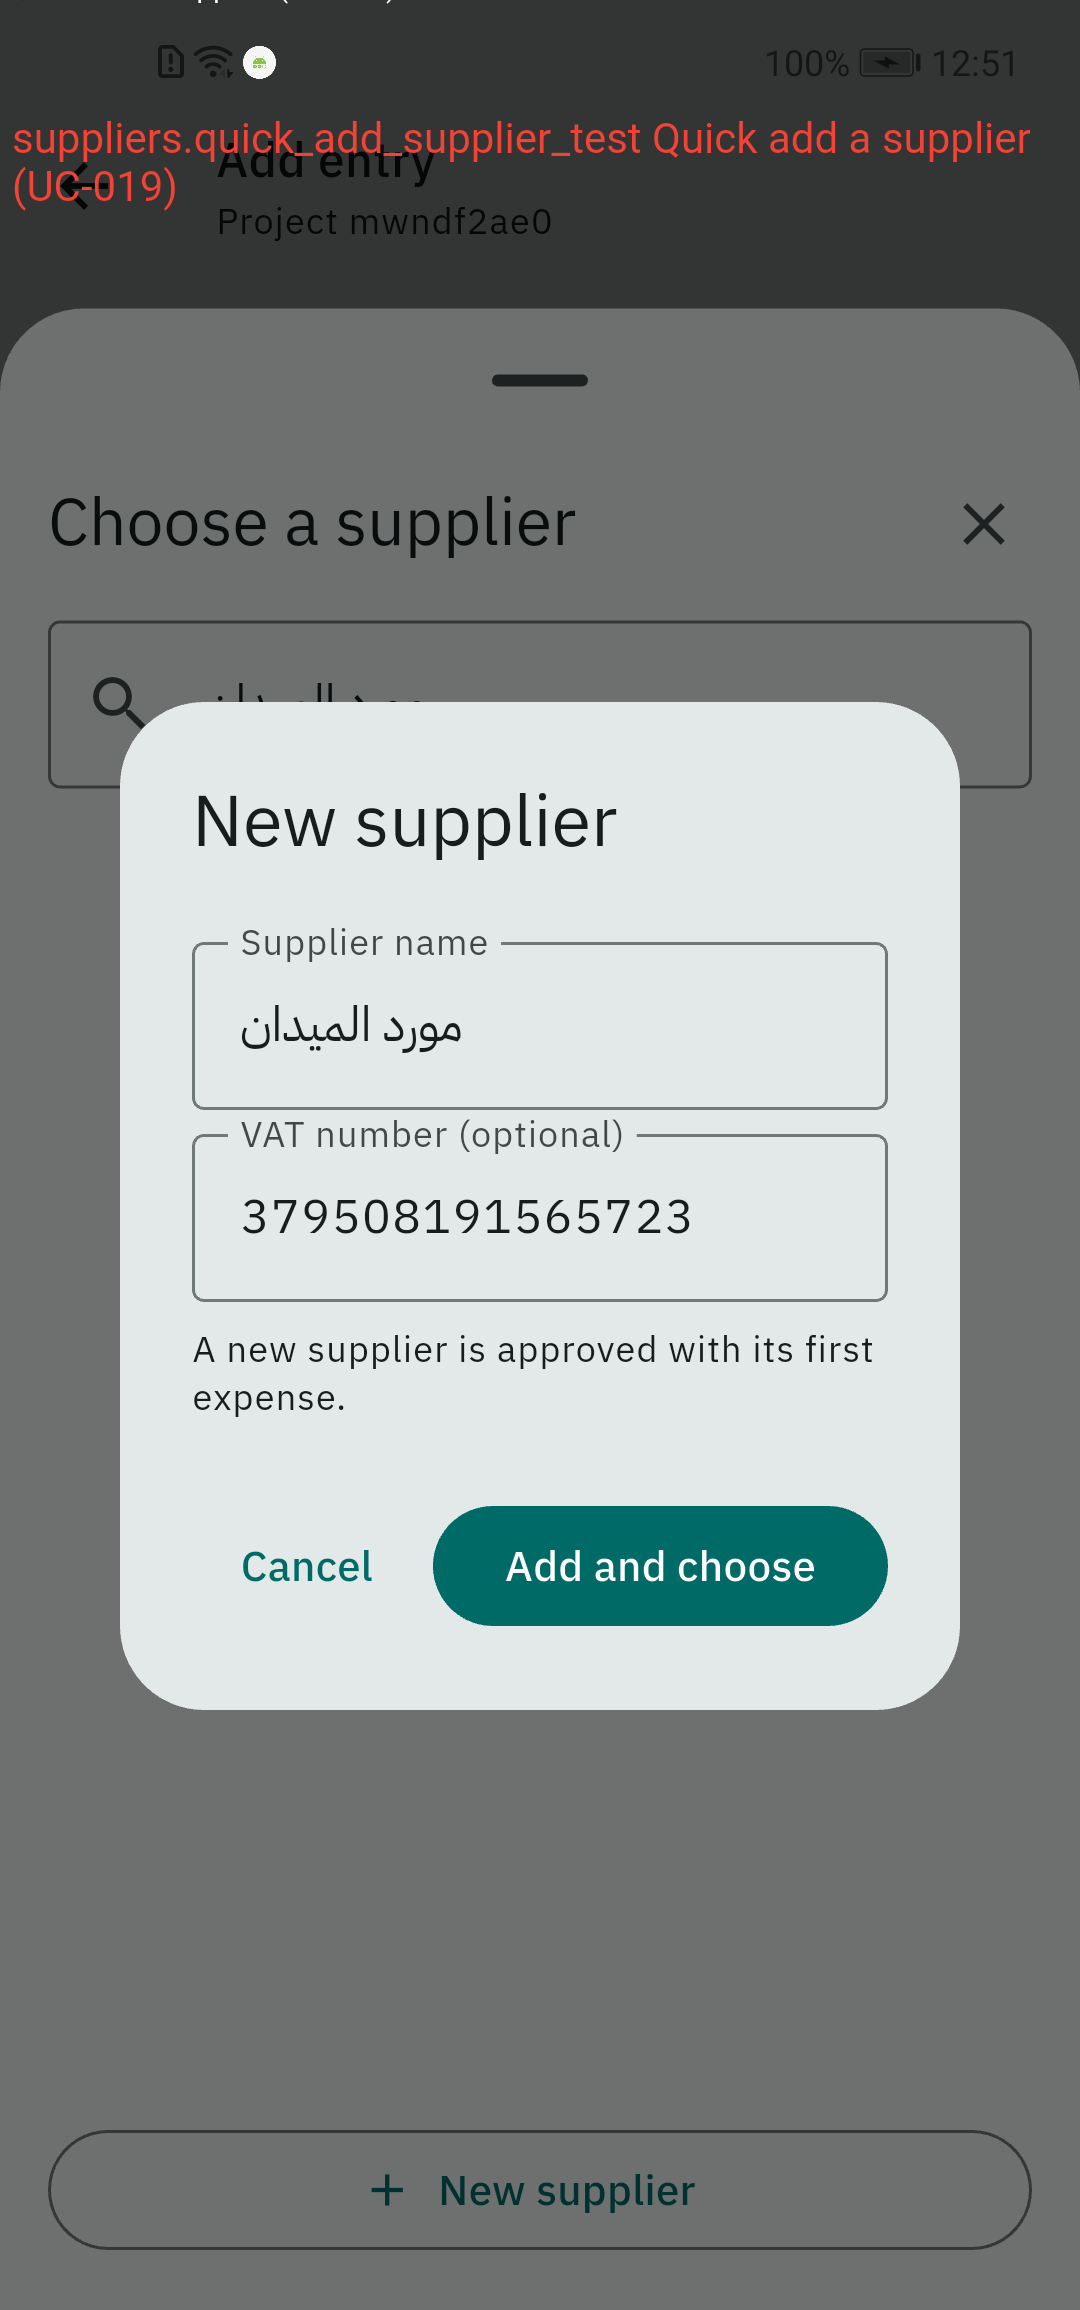 100% 12:51
suppliers.quick_add_supplier_test Quick add a supplier
(UC-019)
Add entry
Project mwndf2ae0
Choose a supplier
New supplier
Supplier name
مورد الميدان
VAT number (optional)
379508191565723
A new supplier is approved with its first
expense.
Cancel
Add and choose
New supplier